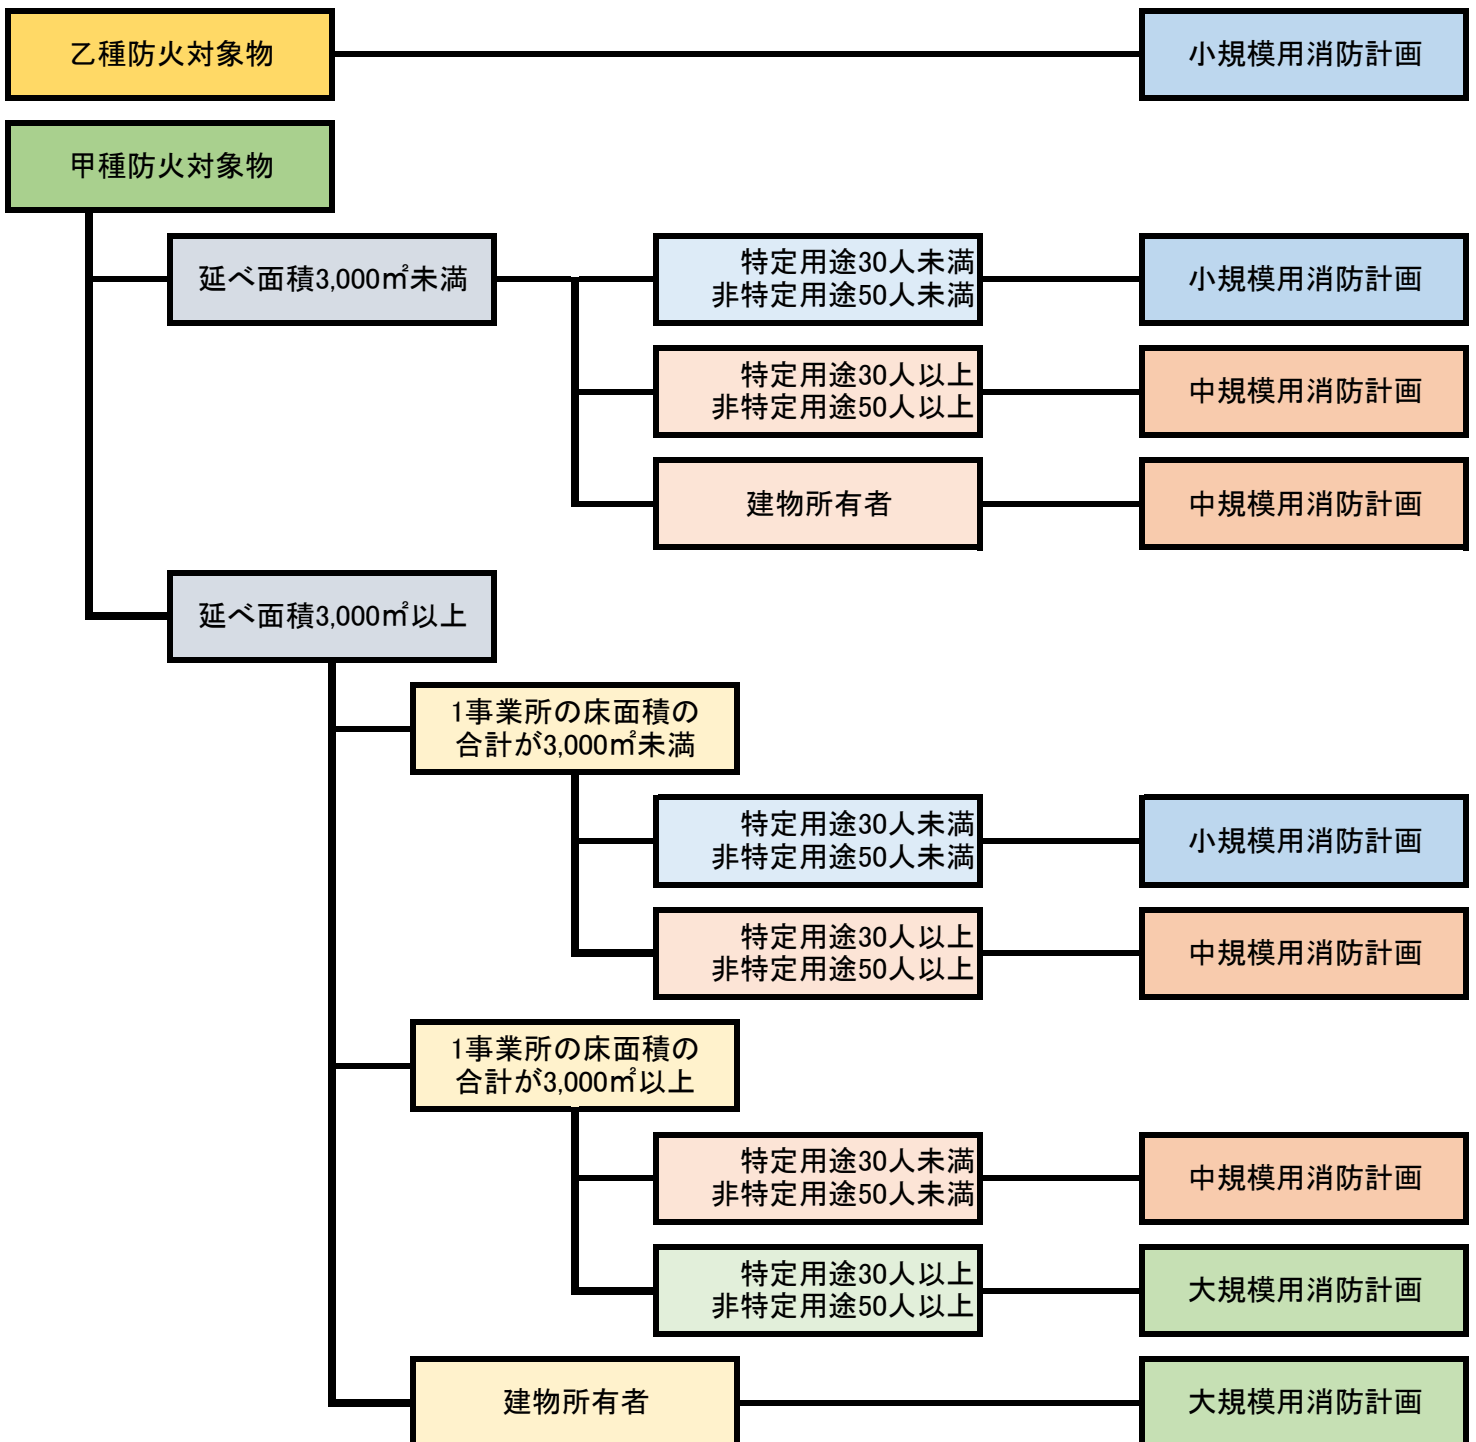 乙種防火対象物
小規模用消防計画
甲種防火対象物
延べ面積3,000㎡未満
特定用途30人未満
非特定用途50人未満
小規模用消防計画
特定用途30人以上
非特定用途50人以上
中規模用消防計画
建物所有者
中規模用消防計画
延べ面積3,000㎡以上
1事業所の床面積の
合計が3,000㎡未満
特定用途30人未満
非特定用途50人未満
小規模用消防計画
特定用途30人以上
非特定用途50人以上
中規模用消防計画
1事業所の床面積の
合計が3,000㎡以上
特定用途30人未満
非特定用途50人未満
中規模用消防計画
特定用途30人以上
非特定用途50人以上
大規模用消防計画
建物所有者
大規模用消防計画